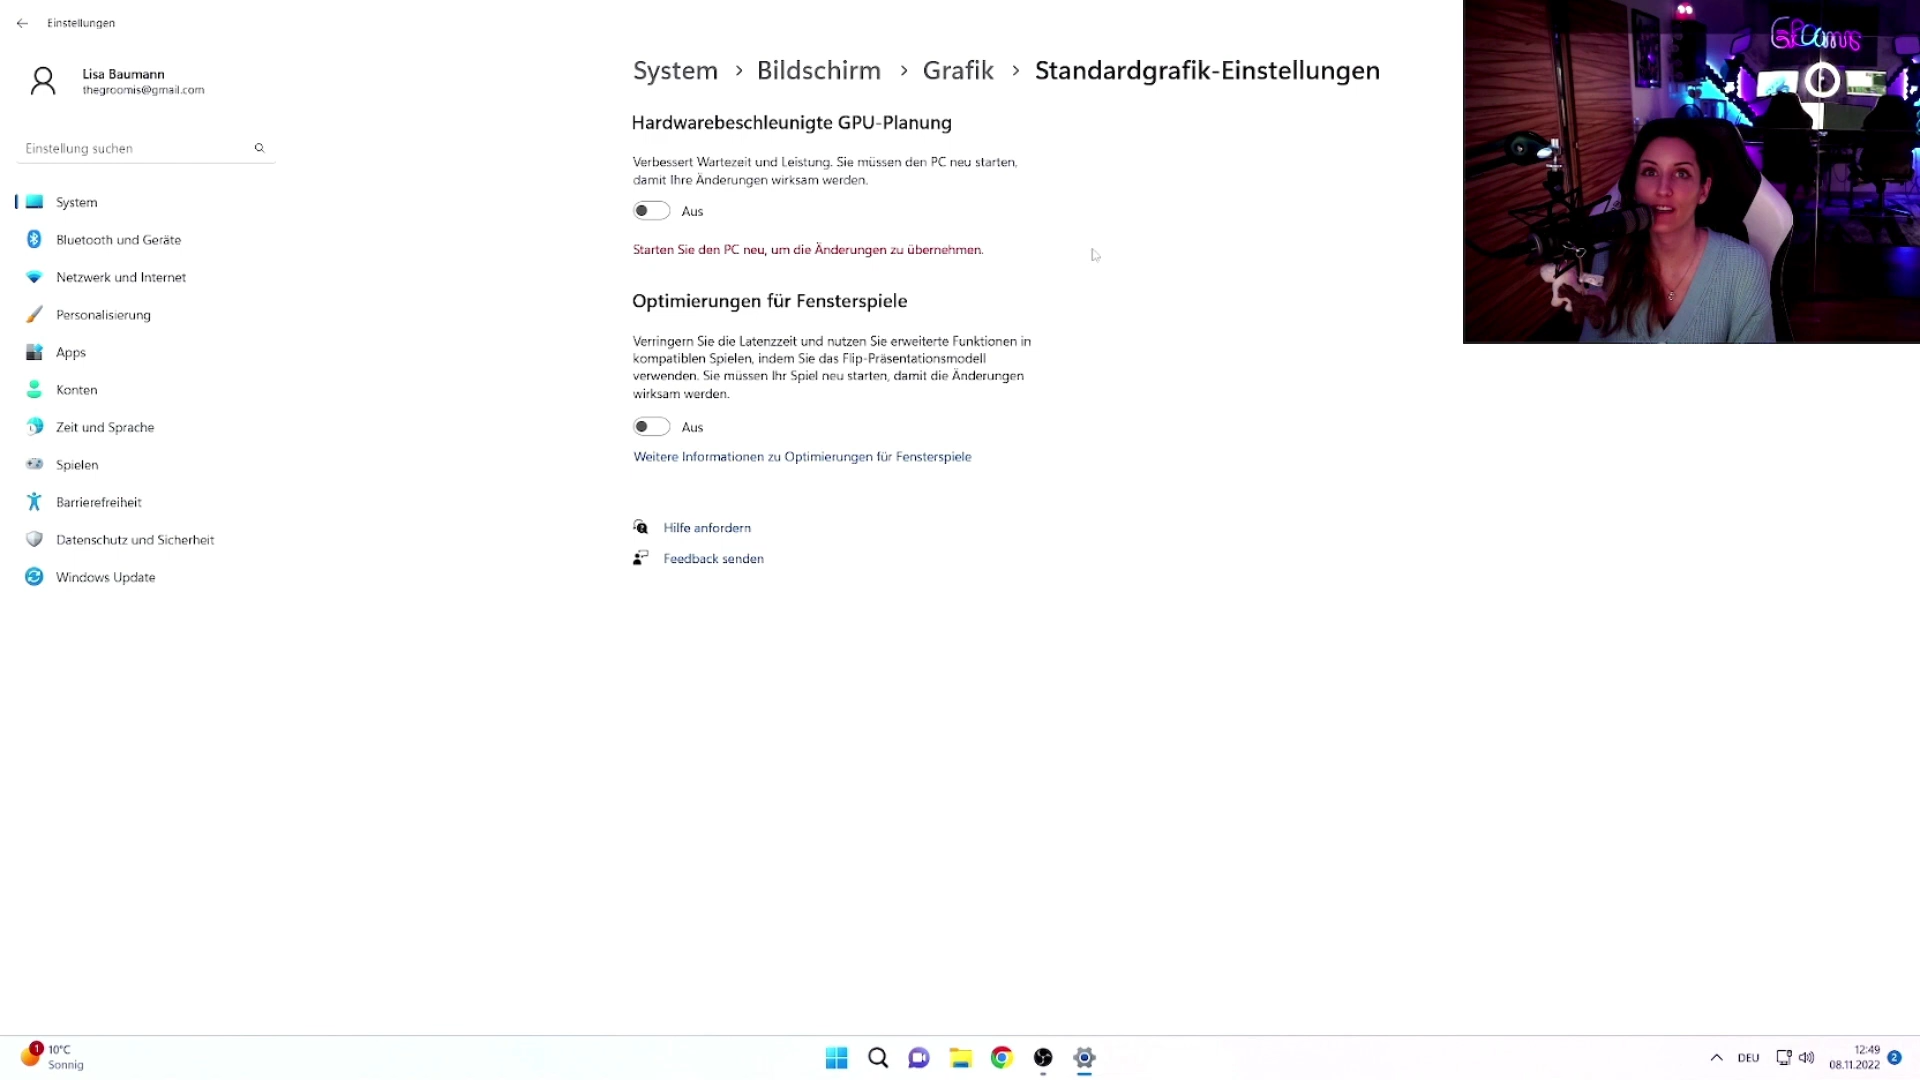 Einstellungen
Lisa Baumann
thegroomis@gmail.com
Einstellung suchen
System
Bluetooth und Geräte
Netzwerk und Internet
Personalisierung
Apps
Konten
Zeit und Sprache
Spielen
Barrierefreiheit
Datenschutz und Sicherheit
Windows Update
System › Bildschirm › Grafik › Standardgrafik-Einstellungen
Hardwarebeschleunigte GPU-Planung
Verbessert Wartezeit und Leistung. Sie müssen den PC neu starten,
damit Ihre Änderungen wirksam werden.
Aus
Starten Sie den PC neu, um die Änderungen zu übernehmen.
Optimierungen für Fensterspiele
Verringern Sie die Latenzzeit und nutzen Sie erweiterte Funktionen in
kompatiblen Spielen, indem Sie das Flip-Präsentationsmodell
verwenden. Sie müssen Ihr Spiel neu starten, damit die Änderungen
wirksam werden.
Aus
Weitere Informationen zu Optimierungen für Fensterspiele
Hilfe anfordern
Feedback senden
1
10°C
Sonnig
DEU
12:49
08.11.2022
2